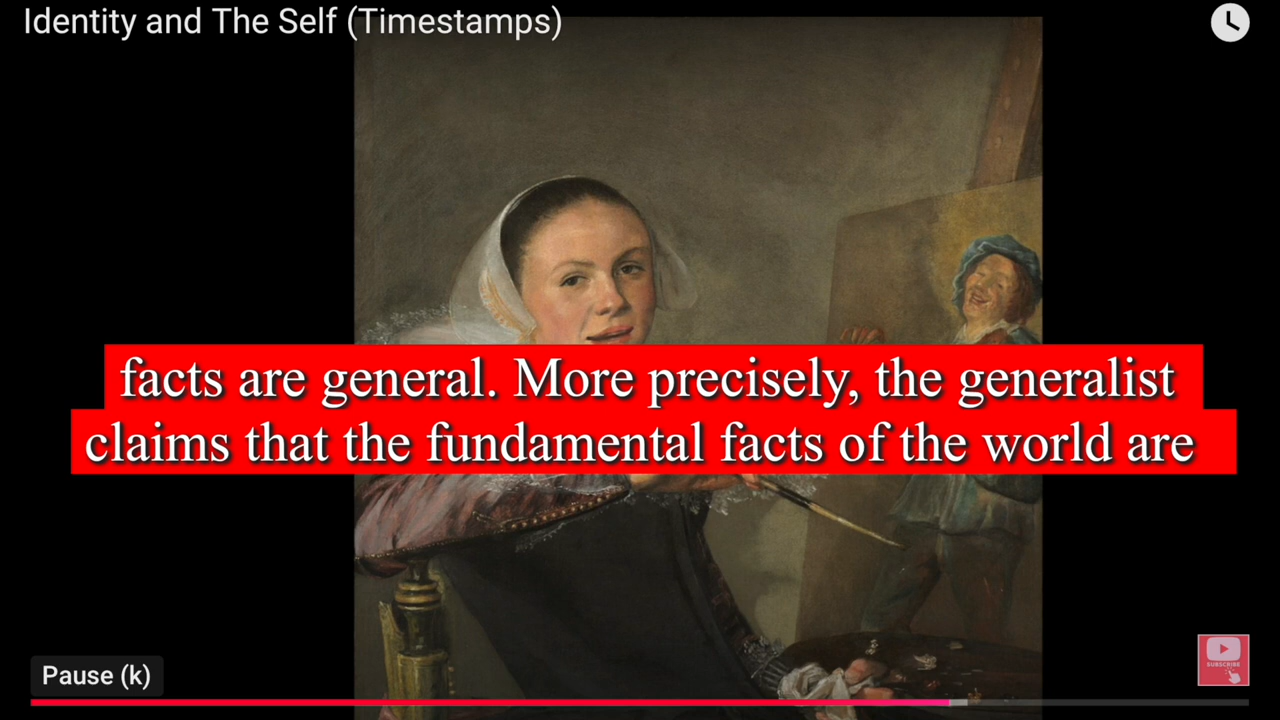 Identity and The Self (Timestamps)
facts are general. More precisely, the generalist
claims that the fundamental facts of the world are
Pause (k)
SUBSCRIBE